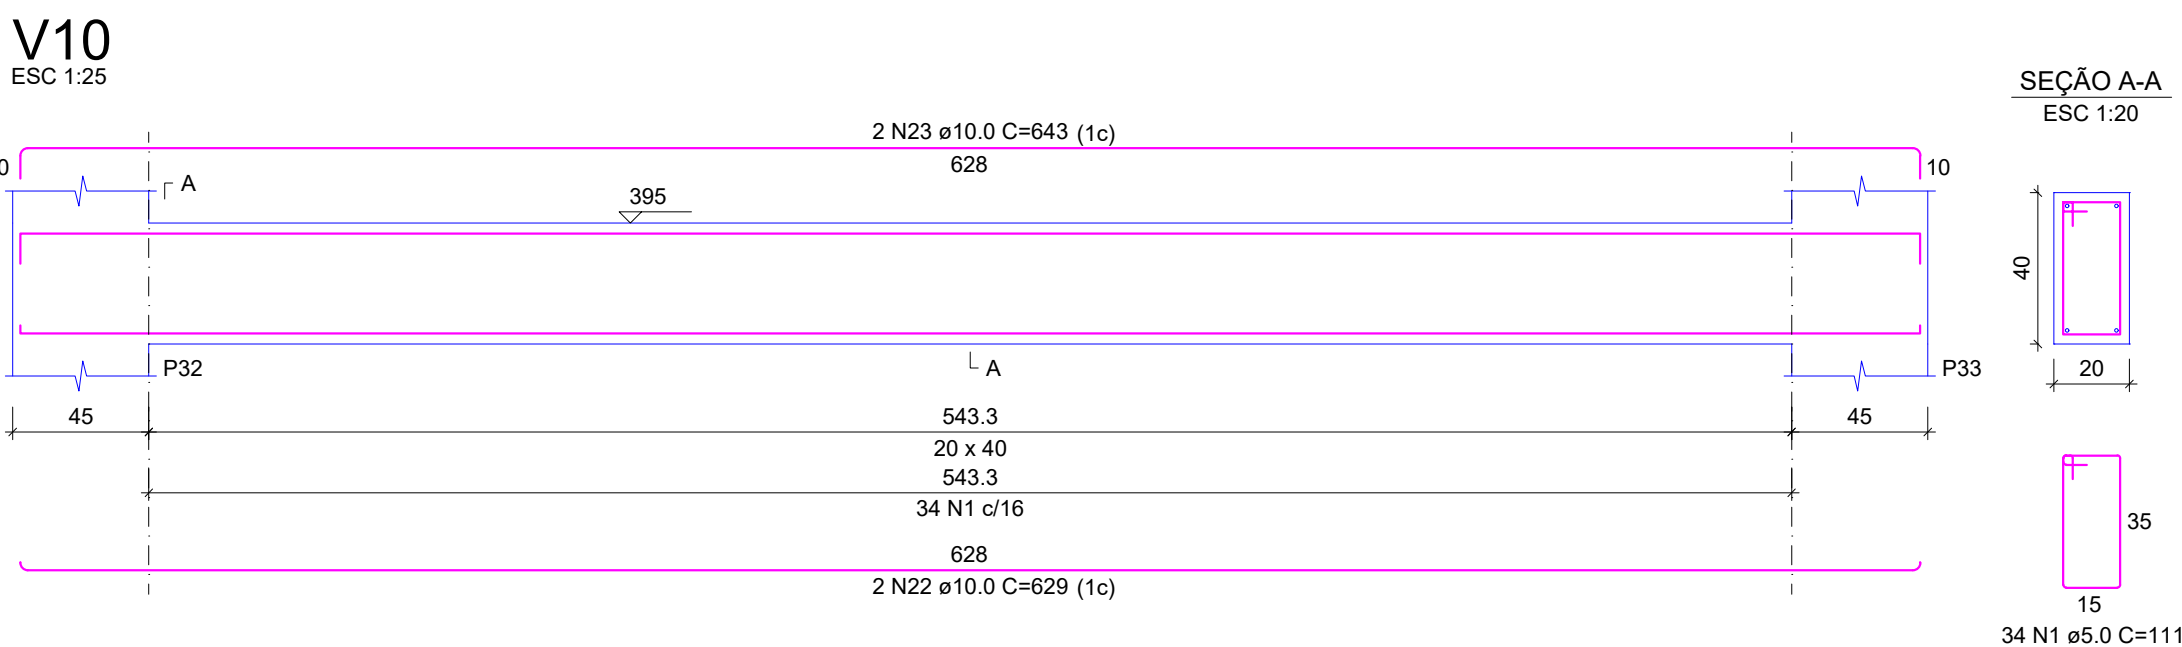 V10
ESC 1:25
SEÇÃO A-A
ESC 1:20
2 N23 ø10.0 C=643 (1c)
628
0
10
A
395
40
A
P32
P33
20
45
543.3
45
20 x 40
543.3
34 N1 c/16
35
628
2 N22 ø10.0 C=629 (1c)
15
34 N1 ø5.0 C=111